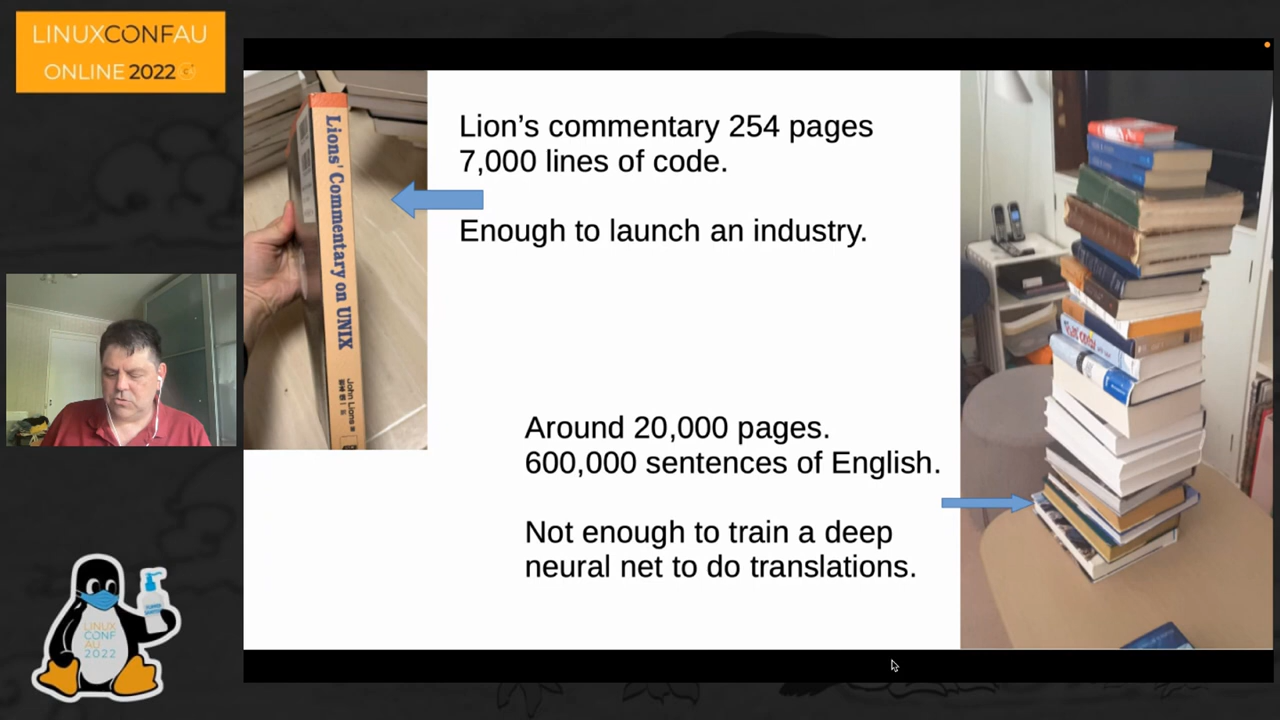 LINUXCONFAU
ONLINE 2022
Lions' Commentary on UNIX
John Lions
Lion’s commentary 254 pages
7,000 lines of code.
Enough to launch an industry.
Around 20,000 pages.
600,000 sentences of English.
Not enough to train a deep
neural net to do translations.
LINUX
CONF
AU
2022